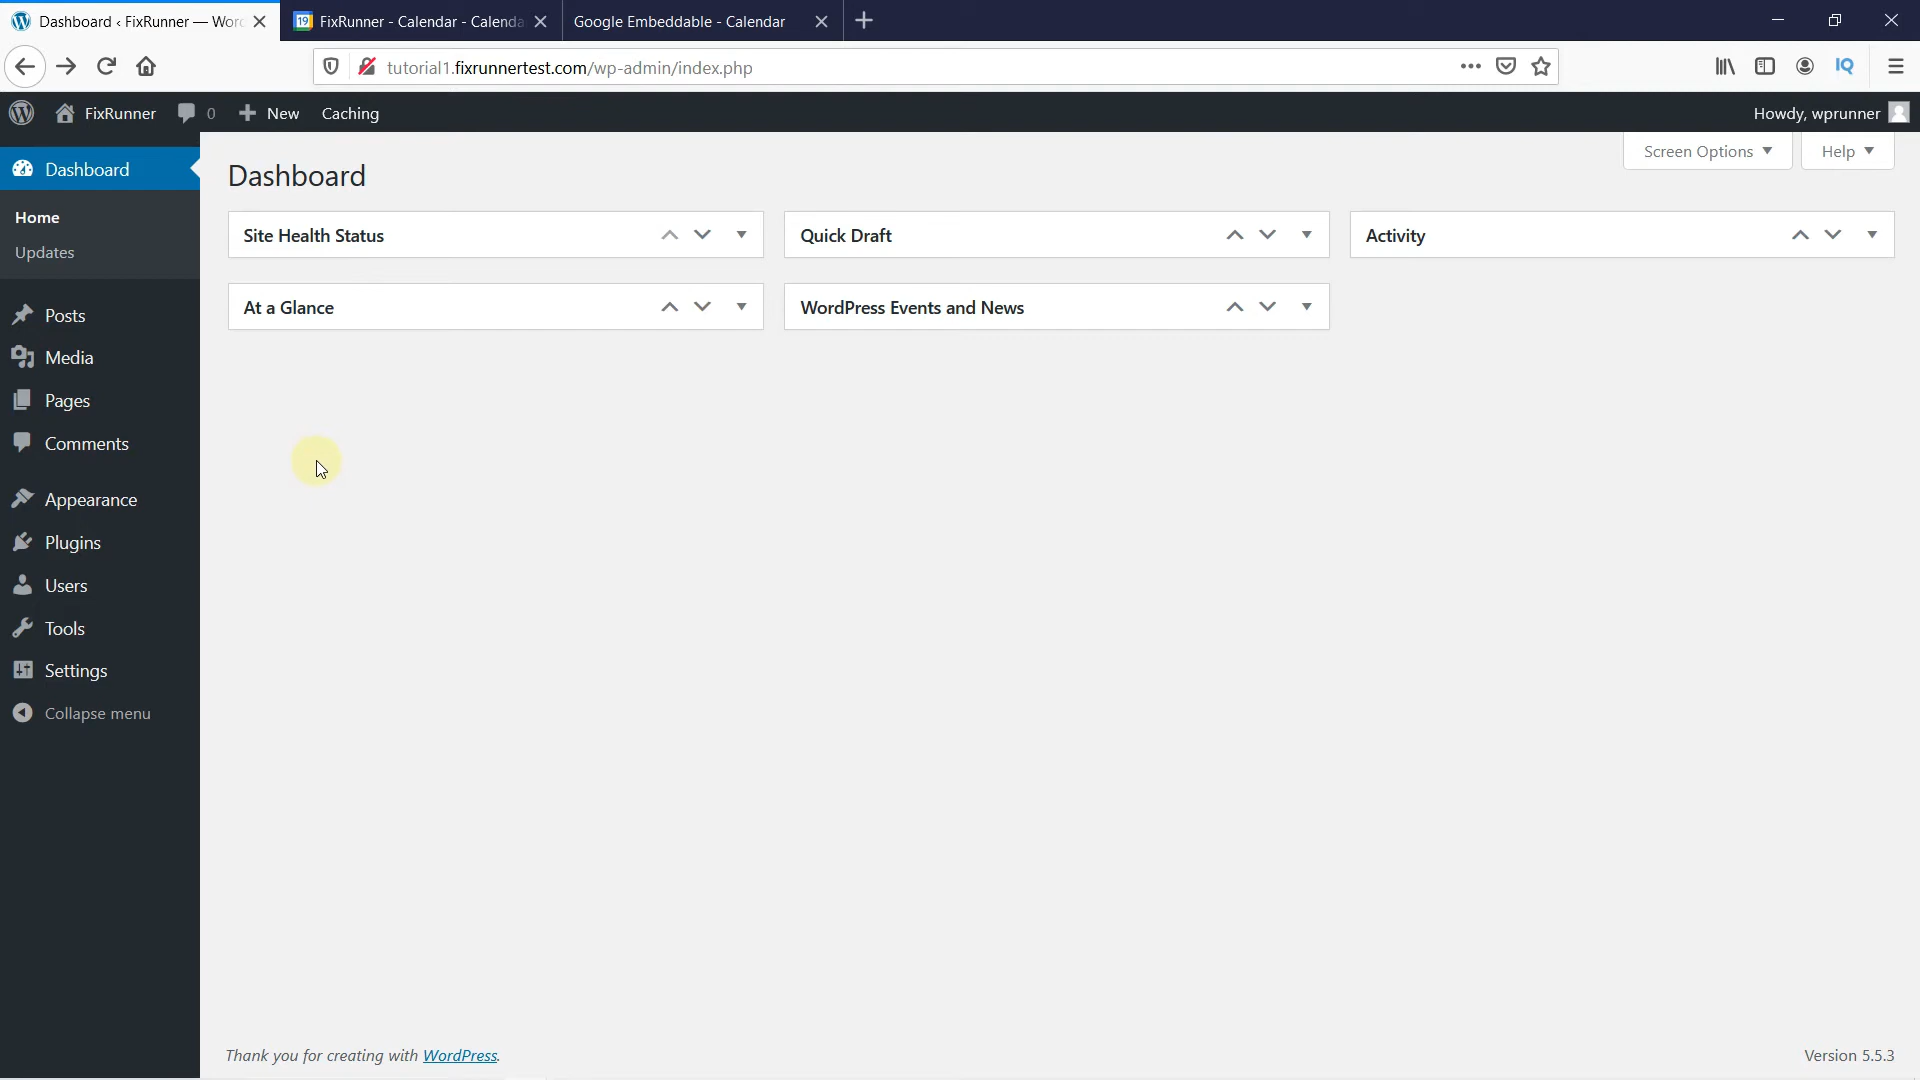 Dashboard ‹ FixRunner — Wor
FixRunner - Calendar - Calenda
Google Embeddable - Calendar
tutorial1.fixrunnertest.com/wp-admin/index.php
IQ
FixRunner
0
New
Caching
Howdy, wprunner
Dashboard
Home
Updates
Posts
Media
Pages
Comments
Appearance
Plugins
Users
Tools
Settings
Collapse menu
Screen Options
Help
Dashboard
Site Health Status
Quick Draft
Activity
At a Glance
WordPress Events and News
Thank you for creating with WordPress.
Version 5.5.3